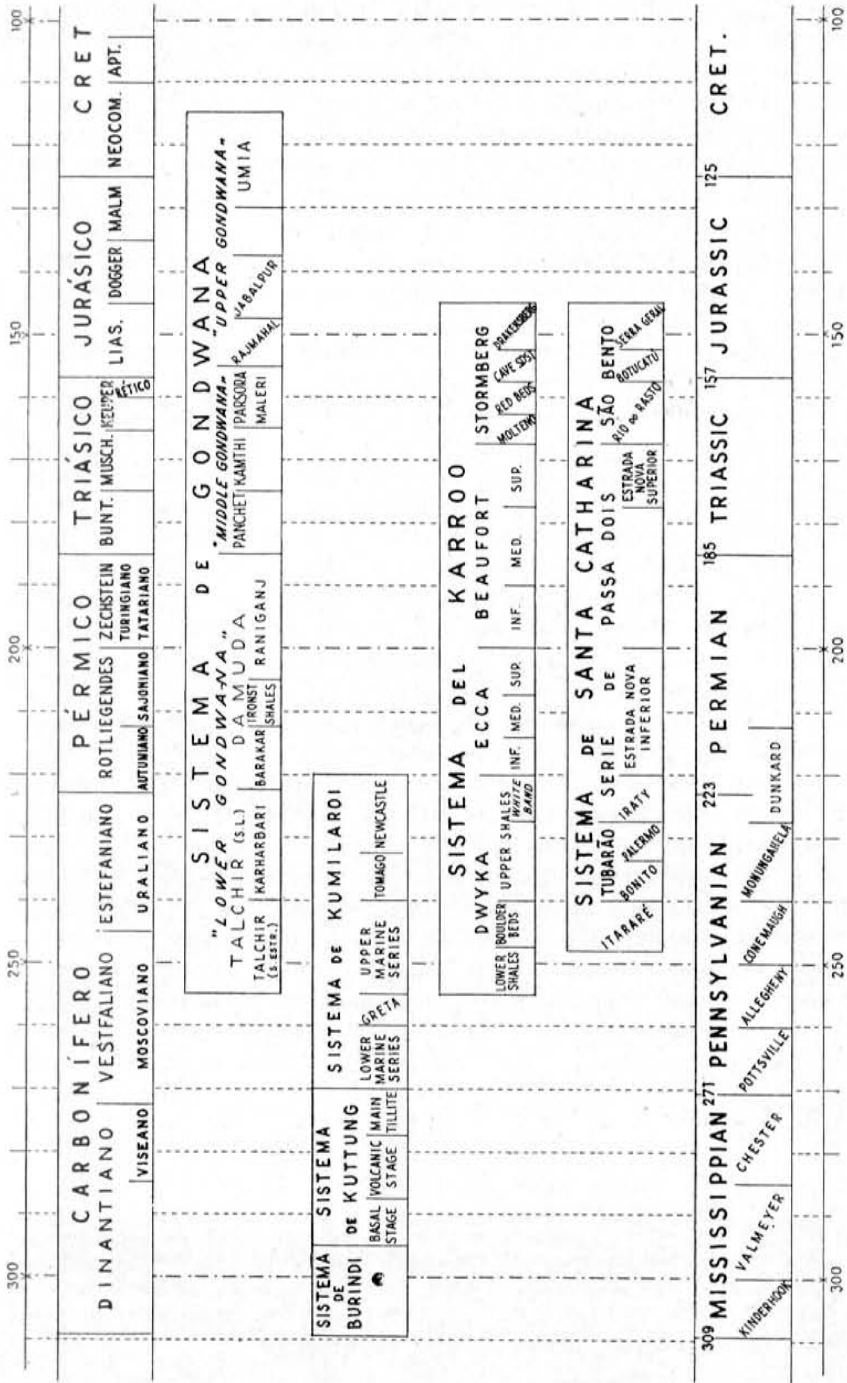 300 250 200 150 100
CARBONÍFERO PÉRMICO TRIÁSICO JURÁSICO CRET
DINANTIANO VESTFALIANO ESTEFANIANO ROTLIEGENDES ZECHSTEIN BUNT. MUSCH. KEUPER LIAS. DOGGER MALM NEOCOM. APT.
TURINGIANO RÉTICO
VISEANO MOSCOVIANO URALIANO AUTUNIANO SAJONIANO TATARIANO
SISTEMA DE GONDWANA
"LOWER GONDWANA" "MIDDLE GONDWANA" "UPPER GONDWANA"
TALCHIR (S.L.) DAMUDA
TALCHIR (S.ESTR.) KARHARBARI BARAKAR IRONST SHALES RANIGANJ PANCHET KAMTHI PARSORA MALERI RAJMAHAL JABALPUR UMIA
SISTEMA DE BURINDI
SISTEMA DE KUTTUNG
BASAL STAGE VOLCANIC STAGE MAIN TILLITE
SISTEMA DE KUMILAROI
LOWER MARINE SERIES GRETA UPPER MARINE SERIES TOMAGO NEWCASTLE
SISTEMA DEL KARROO
DWYKA ECCA BEAUFORT STORMBERG
LOWER SHALES BOULDER BEDS UPPER SHALES WHITE BAND INF. MED. SUP. INF. MED. SUP. MOLTENO RED BEDS CAVE SDST DRAKENSBERG
SISTEMA DE SANTA CATHARINA
TUBARÃO SERIE DE PASSA DOIS SÃO BENTO
ITARARÉ BONITO PALERMO IRATY ESTRADA NOVA INFERIOR ESTRADA NOVA SUPERIOR RIO DO RASTO BOTUCATÚ SERRA GERAL
309 MISSISSIPPIAN 271 PENNSYLVANIAN 223 PERMIAN 185 TRIASSIC 157 JURASSIC 125 CRET.
KINDERHOOK VALMEYER CHESTER POTTSVILLE ALLEGHENY CONEMAUGH MONUNGAHELA DUNKARD
300 250 200 150 100